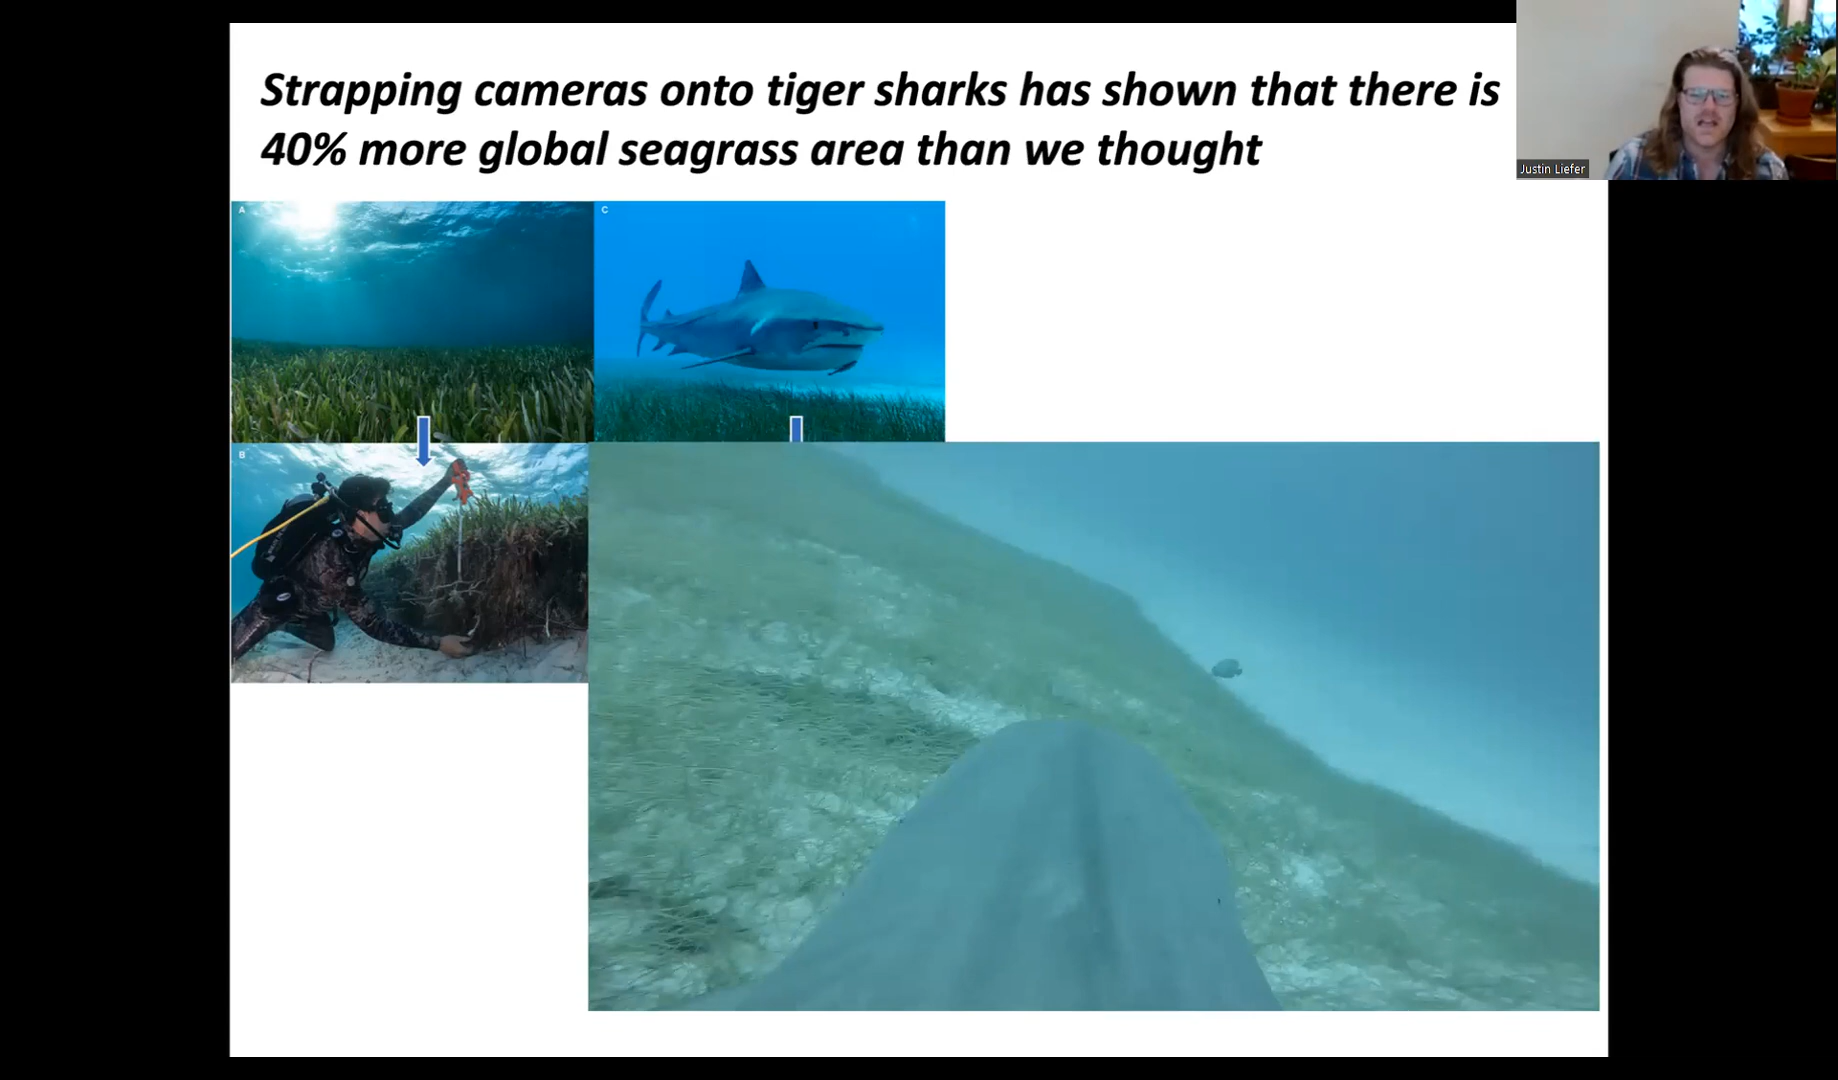 Strapping cameras onto tiger sharks has shown that there is
40% more global seagrass area than we thought
Justin Liefer
A
C
B